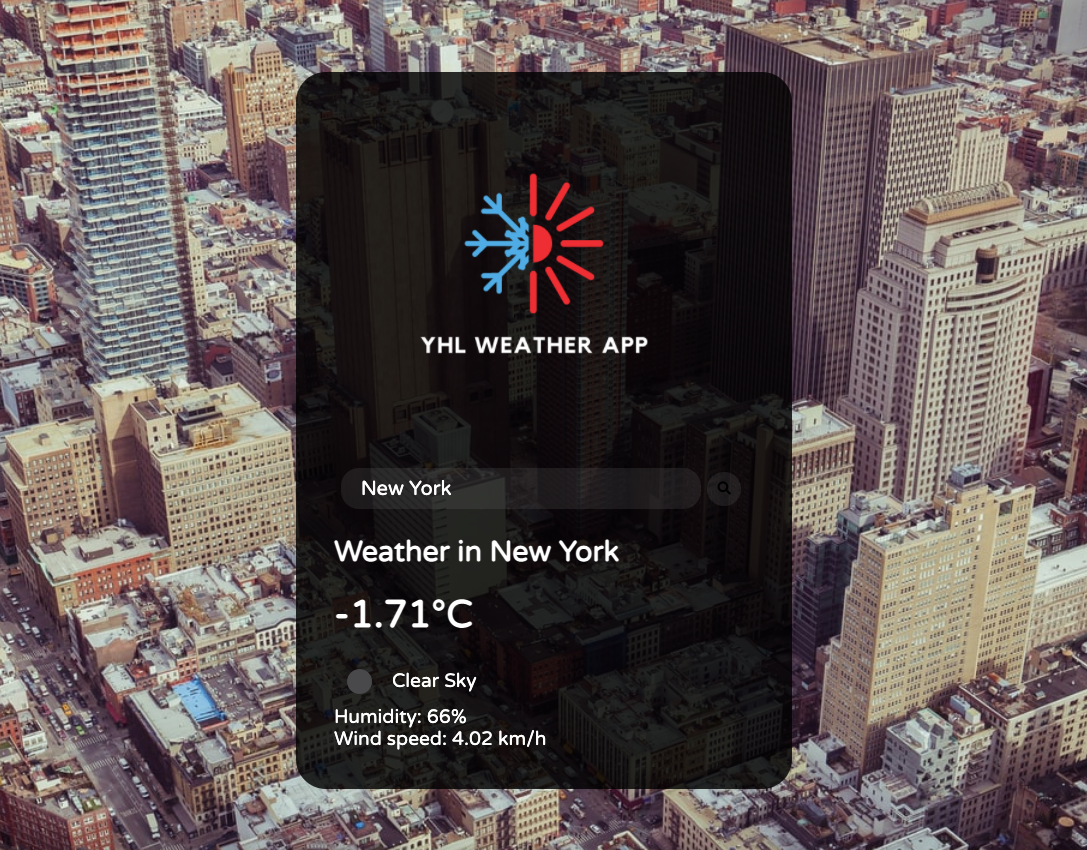 YHL WEATHER APP
New York
Weather in New York
-1.71°C
Clear Sky
Humidity: 66%
Wind speed: 4.02 km/h